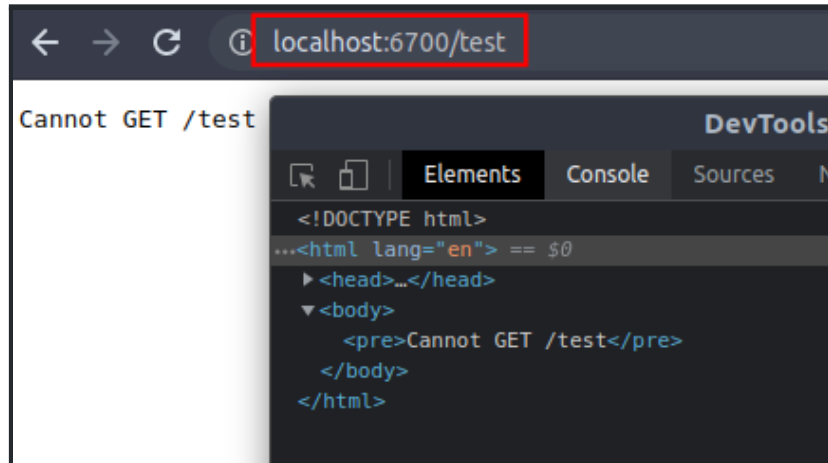 localhost:6700/test
Cannot GET /test
DevTools
Elements Console Sources
<!DOCTYPE html>
…<html lang="en"> == $0
<head>…</head>
<body>
<pre>Cannot GET /test</pre>
</body>
</html>